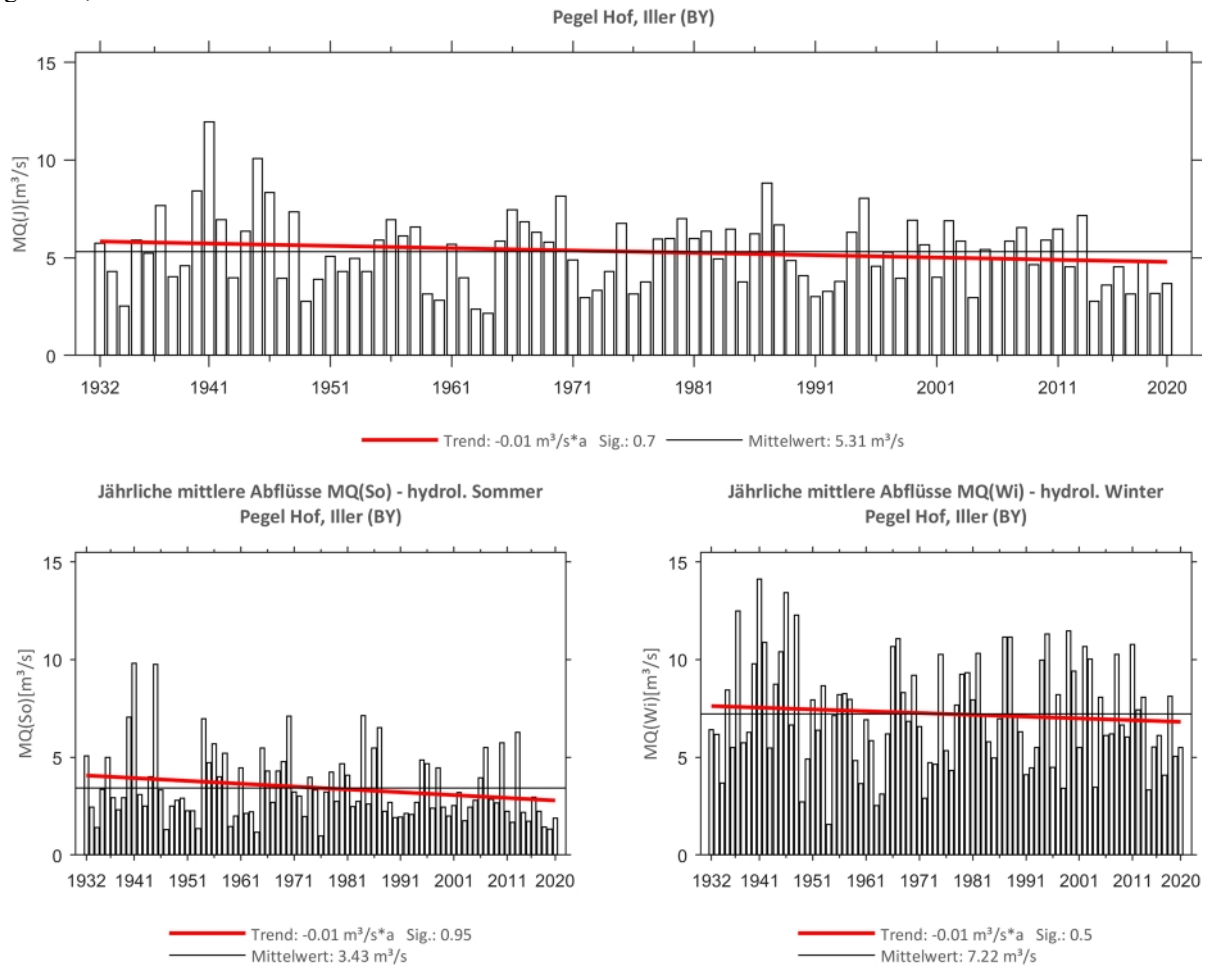 Pegel Hof, Iller (BY)
15
10
5
0
MQ(J)[m³/s]
1932 1941 1951 1961 1971 1981 1991 2001 2011 2020
Trend: -0.01 m³/s*a Sig.: 0.7 Mittelwert: 5.31 m³/s
Jährliche mittlere Abflüsse MQ(So) - hydrol. Sommer
Pegel Hof, Iller (BY)
15
10
5
0
MQ(So)[m³/s]
1932 1941 1951 1961 1971 1981 1991 2001 2011 2020
Trend: -0.01 m³/s*a Sig.: 0.95
Mittelwert: 3.43 m³/s
Jährliche mittlere Abflüsse MQ(Wi) - hydrol. Winter
Pegel Hof, Iller (BY)
15
10
5
0
MQ(Wi)[m³/s]
1932 1941 1951 1961 1971 1981 1991 2001 2011 2020
Trend: -0.01 m³/s*a Sig.: 0.5
Mittelwert: 7.22 m³/s